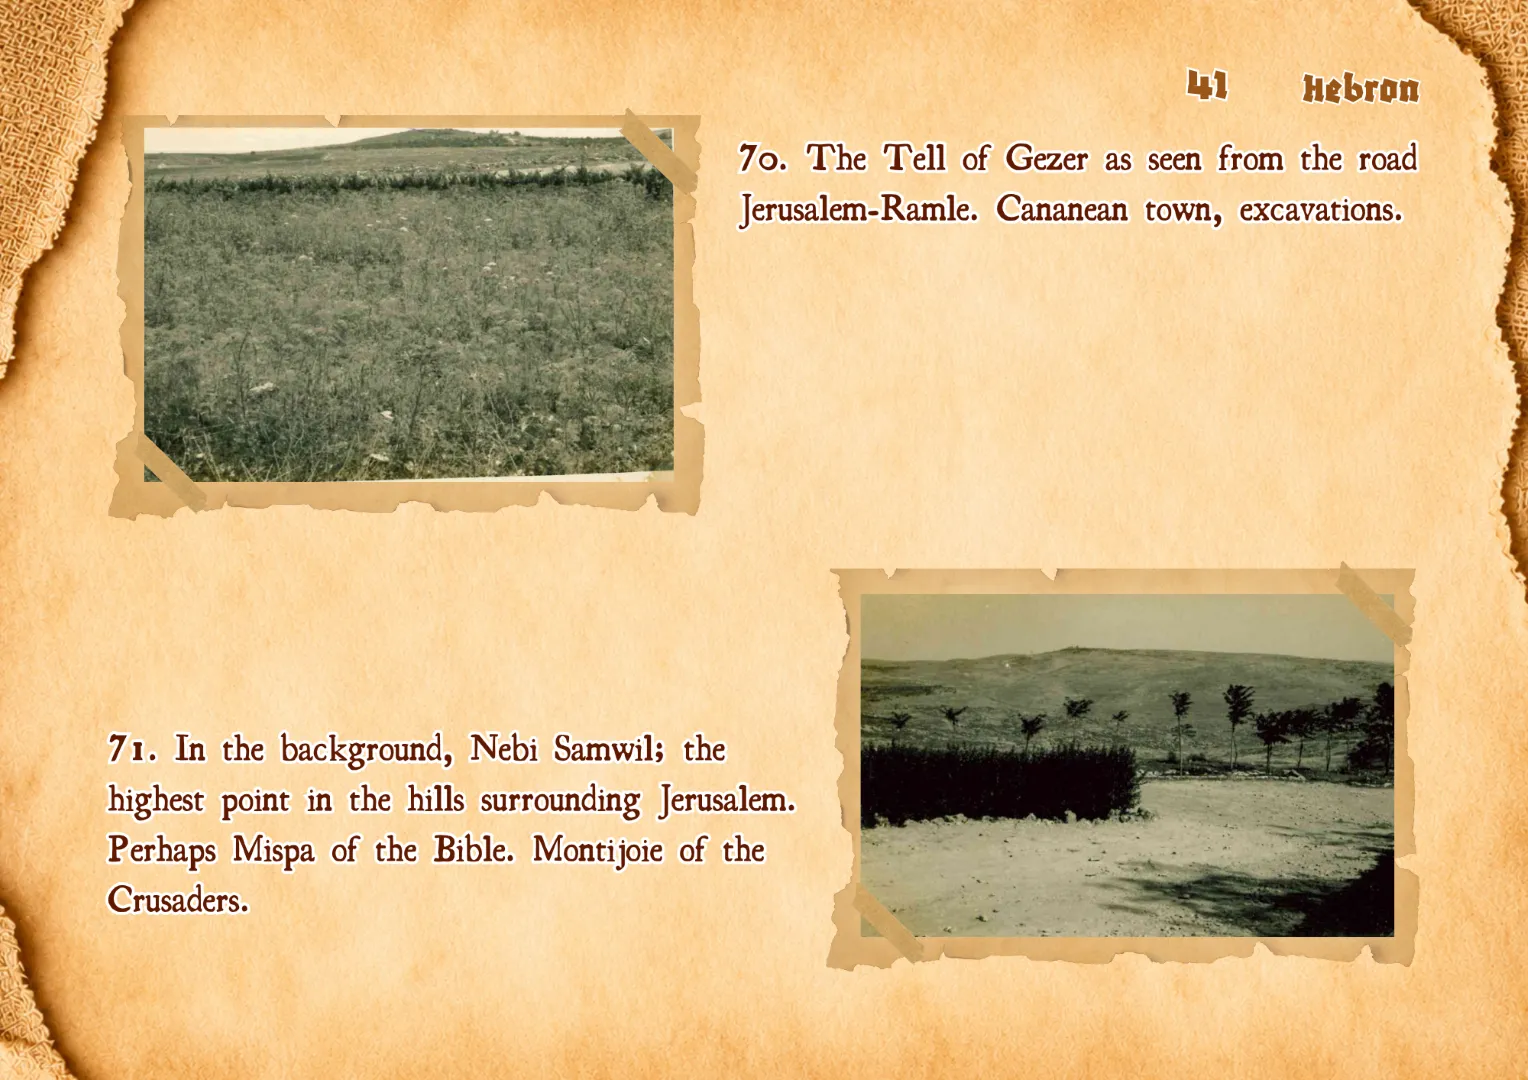 41 Hebron
70. The Tell of Gezer as seen from the road
Jerusalem-Ramle. Cananean town, excavations.
71. In the background, Nebi Samwil; the
highest point in the hills surrounding Jerusalem.
Perhaps Mispa of the Bible. Montijoie of the
Crusaders.